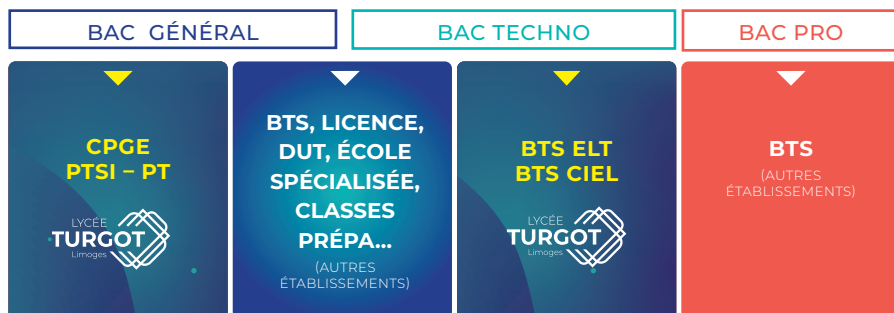 BAC GÉNÉRAL
BAC TECHNO
BAC PRO
CPGE
PTSI – PT
LYCÉE
TURGOT
Limoges
BTS, LICENCE,
DUT, ÉCOLE
SPÉCIALISÉE,
CLASSES
PRÉPA...
(AUTRES
ÉTABLISSEMENTS)
BTS ELT
BTS CIEL
LYCÉE
TURGOT
Limoges
BTS
(AUTRES
ÉTABLISSEMENTS)